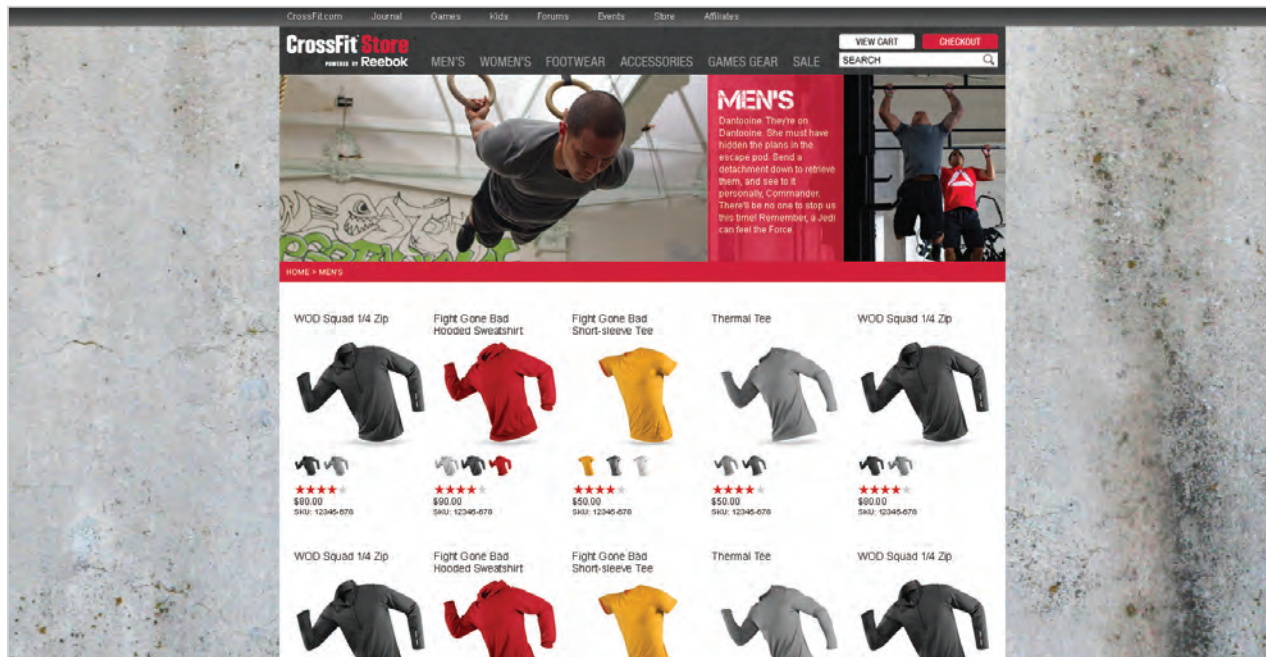 CrossFit.com Journal Games Kids Forums Events Store Affiliates
CrossFit Store
POWERED BY Reebok
MEN'S WOMEN'S FOOTWEAR ACCESSORIES GAMES GEAR SALE
VIEW CART CHECKOUT
SEARCH
MEN'S
Dantooine. They're on
Dantooine. She must have
hidden the plans in the
escape pod. Send a
detachment down to retrieve
them, and see to it
personally, Commander.
There'll be no one to stop us
this time! Remember, a Jedi
can feel the Force.
HOME > MEN'S
WOD Squad 1/4 Zip
Fight Gone Bad
Hooded Sweatshirt
Fight Gone Bad
Short-sleeve Tee
Thermal Tee
WOD Squad 1/4 Zip
$80.00
SKU: 12345-678
$90.00
SKU: 12345-678
$50.00
SKU: 12345-678
$50.00
SKU: 12345-678
$80.00
SKU: 12345-678
WOD Squad 1/4 Zip
Fight Gone Bad
Hooded Sweatshirt
Fight Gone Bad
Short-sleeve Tee
Thermal Tee
WOD Squad 1/4 Zip